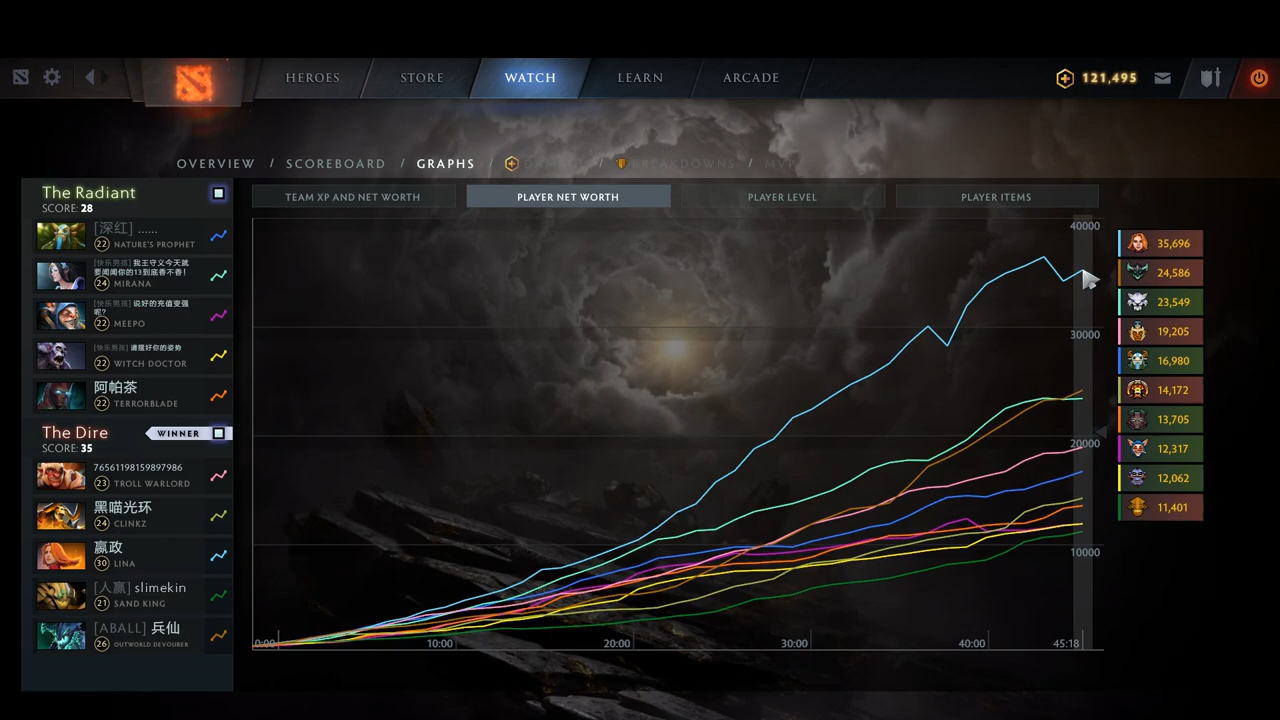 HEROES
STORE
WATCH
LEARN
ARCADE
121,495
OVERVIEW / SCOREBOARD / GRAPHS / / BREAKDOWNS / MVP
The Radiant
SCORE: 28
[深红] ......
22 NATURE'S PROPHET
[快乐男孩] 我王守义今天就
要闻闻你的13到底香不香!
24 MIRANA
[快乐男孩] 说好的充值变强
呢?
22 MEEPO
[快乐男孩] 请摆好你的姿势
22 WITCH DOCTOR
阿帕茶
22 TERRORBLADE
The Dire
WINNER
SCORE: 35
76561198159897986
23 TROLL WARLORD
黑喵光环
24 CLINKZ
嬴政
30 LINA
[人赢] slimekin
21 SAND KING
[ABALL] 兵仙
26 OUTWORLD DEVOURER
TEAM XP AND NET WORTH
PLAYER NET WORTH
PLAYER LEVEL
PLAYER ITEMS
40000
30000
20000
10000
0:00
10:00
20:00
30:00
40:00
45:18
35,696
24,586
23,549
19,205
16,980
14,172
13,705
12,317
12,062
11,401